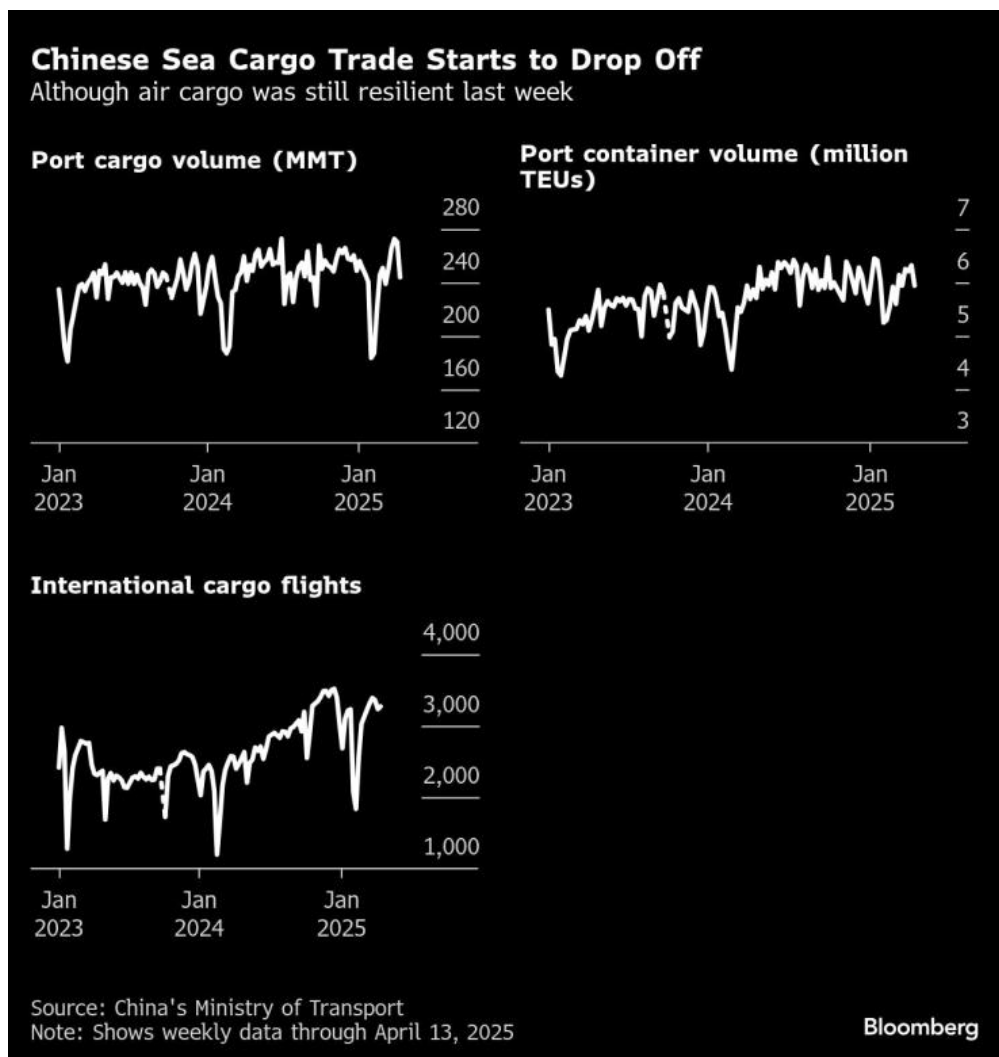 Chinese Sea Cargo Trade Starts to Drop Off
Although air cargo was still resilient last week
Port cargo volume (MMT)
280
240
200
160
120
Jan
2023
Jan
2024
Jan
2025
Port container volume (million
TEUs)
7
6
5
4
3
Jan
2023
Jan
2024
Jan
2025
International cargo flights
4,000
3,000
2,000
1,000
Jan
2023
Jan
2024
Jan
2025
Source: China's Ministry of Transport
Note: Shows weekly data through April 13, 2025
Bloomberg